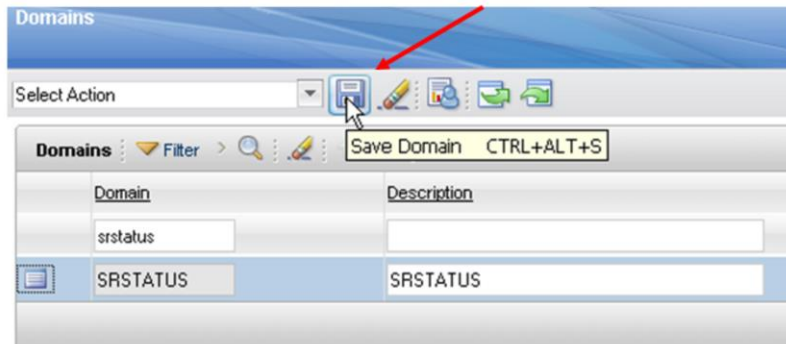 Domains
Select Action
Domains Filter
Save Domain CTRL+ALT+S
Domain Description
srstatus
SRSTATUS SRSTATUS